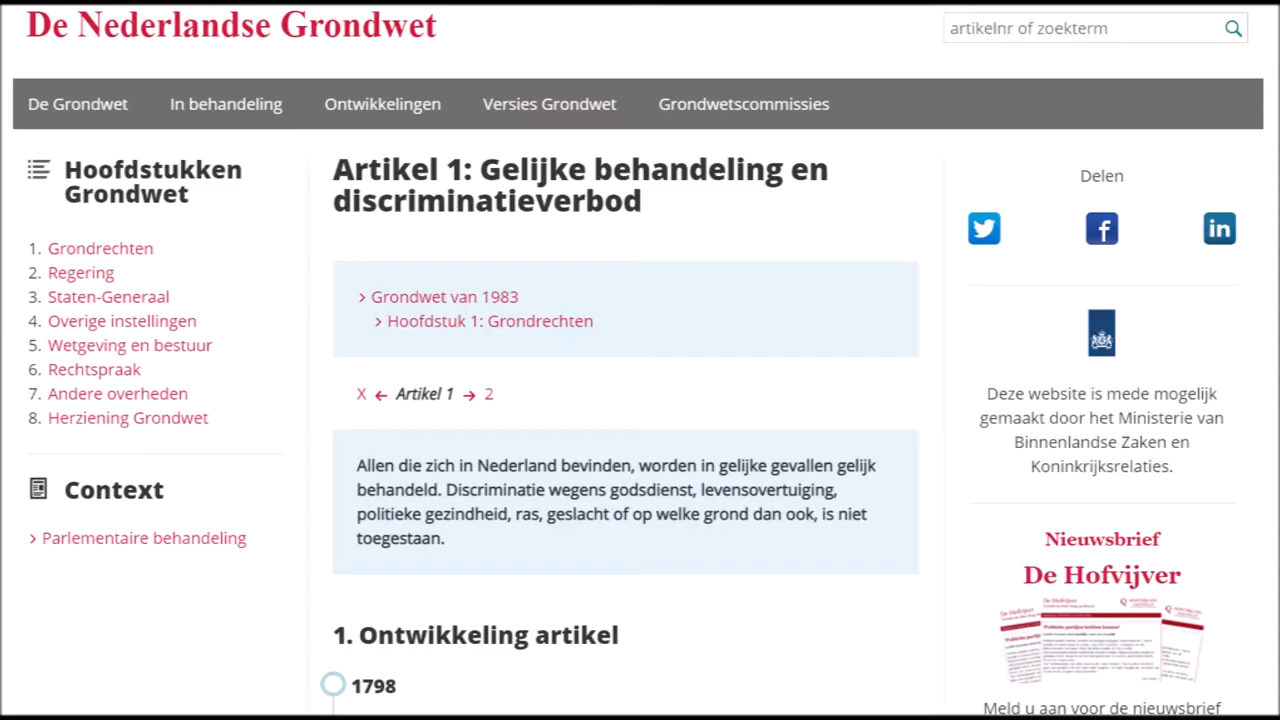 De Nederlandse Grondwet
artikelnr of zoekterm
De Grondwet
In behandeling
Ontwikkelingen
Versies Grondwet
Grondwetscommissies
Hoofdstukken
Grondwet
1. Grondrechten
2. Regering
3. Staten-Generaal
4. Overige instellingen
5. Wetgeving en bestuur
6. Rechtspraak
7. Andere overheden
8. Herziening Grondwet
Context
> Parlementaire behandeling
Artikel 1: Gelijke behandeling en
discriminatieverbod
> Grondwet van 1983
> Hoofdstuk 1: Grondrechten
X ← Artikel 1 → 2
Allen die zich in Nederland bevinden, worden in gelijke gevallen gelijk
behandeld. Discriminatie wegens godsdienst, levensovertuiging,
politieke gezindheid, ras, geslacht of op welke grond dan ook, is niet
toegestaan.
1. Ontwikkeling artikel
1798
Delen
Deze website is mede mogelijk
gemaakt door het Ministerie van
Binnenlandse Zaken en
Koninkrijksrelaties.
Nieuwsbrief
De Hofvijver
Meld u aan voor de nieuwsbrief